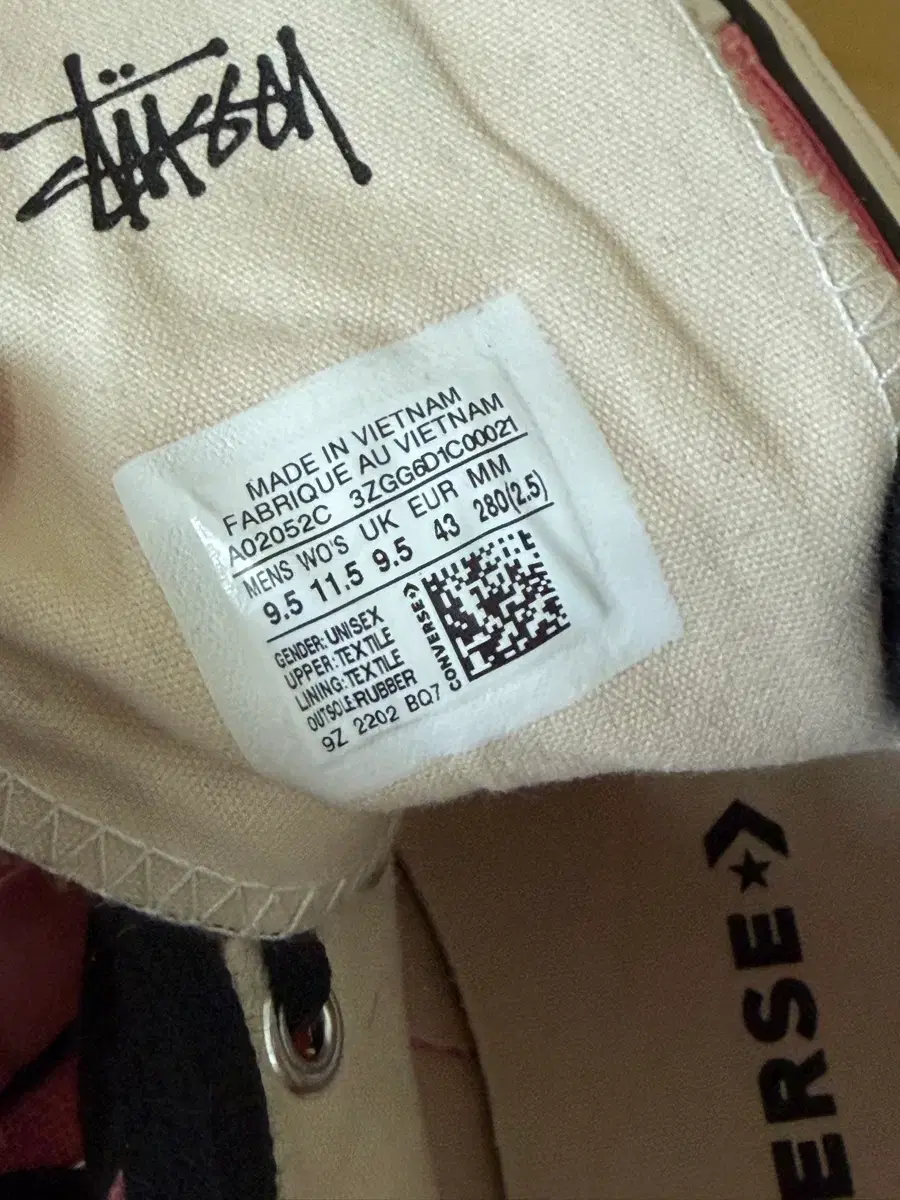 STÜSSY
MADE IN VIETNAM
FABRIQUE AU VIETNAM
A02052C 3ZGG6D1C00021
MENS WO'S UK EUR MM
9.5 11.5 9.5 43 280(2.5)
GENDER: UNISEX
UPPER: TEXTILE
LINING: TEXTILE
OUTSOLE:RUBBER
9Z 2202 BQ7
CONVERSE
ERSE